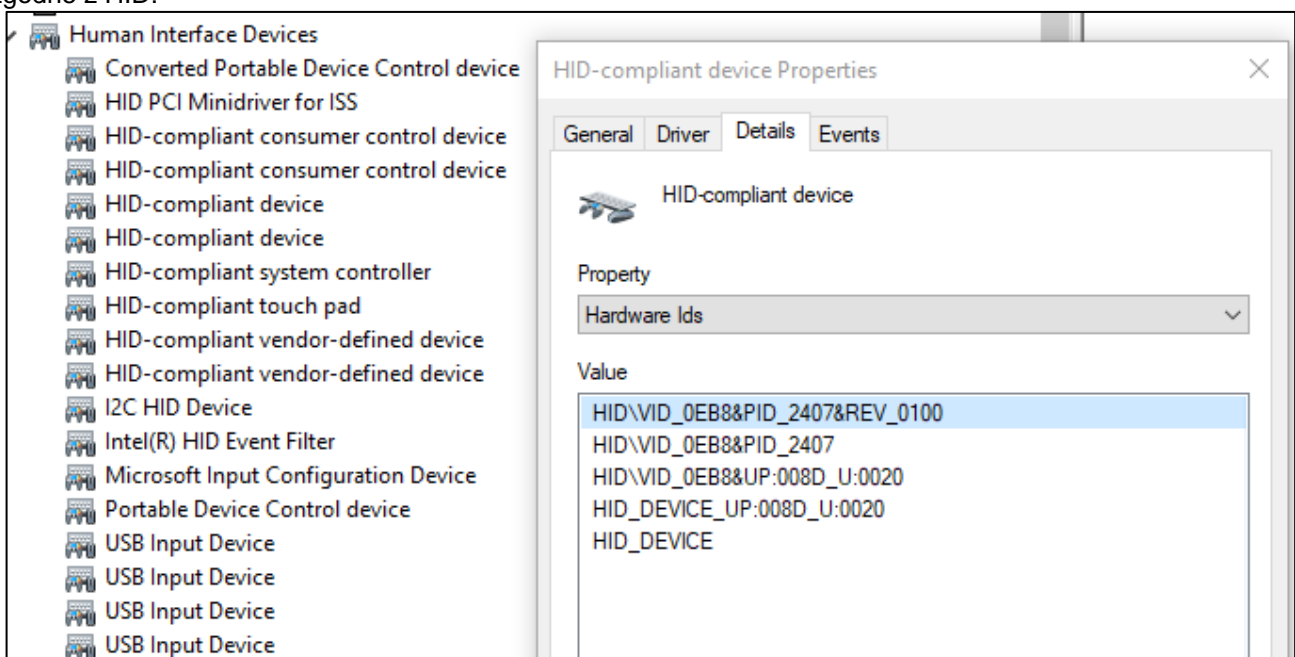 Human Interface Devices
Converted Portable Device Control device
HID PCI Minidriver for ISS
HID-compliant consumer control device
HID-compliant consumer control device
HID-compliant device
HID-compliant device
HID-compliant system controller
HID-compliant touch pad
HID-compliant vendor-defined device
HID-compliant vendor-defined device
I2C HID Device
Intel(R) HID Event Filter
Microsoft Input Configuration Device
Portable Device Control device
USB Input Device
USB Input Device
USB Input Device
USB Input Device
HID-compliant device Properties
General Driver Details Events
HID-compliant device
Property
Hardware Ids
Value
HID\VID_0EB8&PID_2407&REV_0100
HID\VID_0EB8&PID_2407
HID\VID_0EB8&UP:008D_U:0020
HID_DEVICE_UP:008D_U:0020
HID_DEVICE